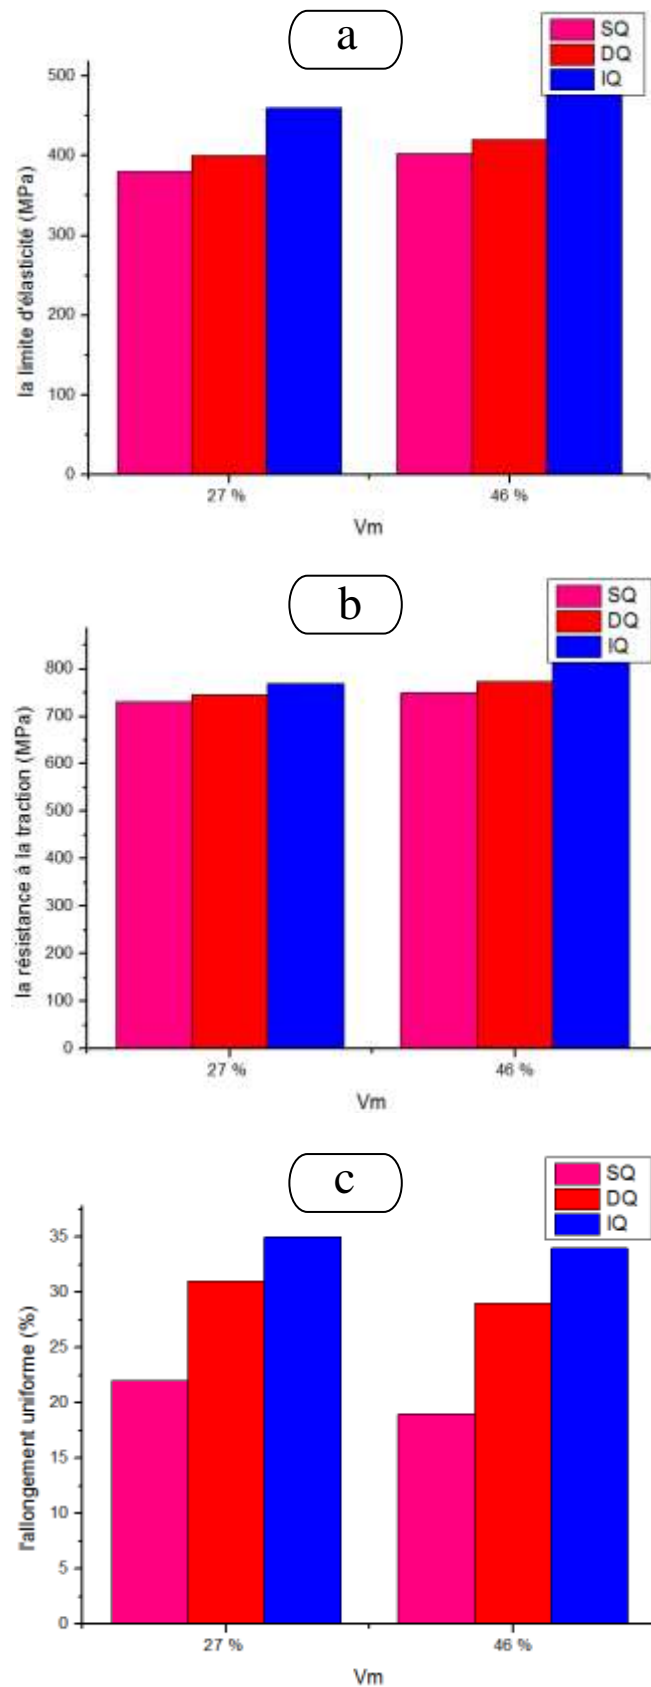 a
SQ
DQ
IQ
500
400
300
200
100
0
la limite d'élasticité (MPa)
27 %
46 %
Vm
b
SQ
DQ
IQ
800
700
600
500
400
300
200
100
0
la résistance à la traction (MPa)
27 %
46 %
Vm
c
SQ
DQ
IQ
35
30
25
20
15
10
5
0
l'allongement uniforme (%)
27 %
46 %
Vm